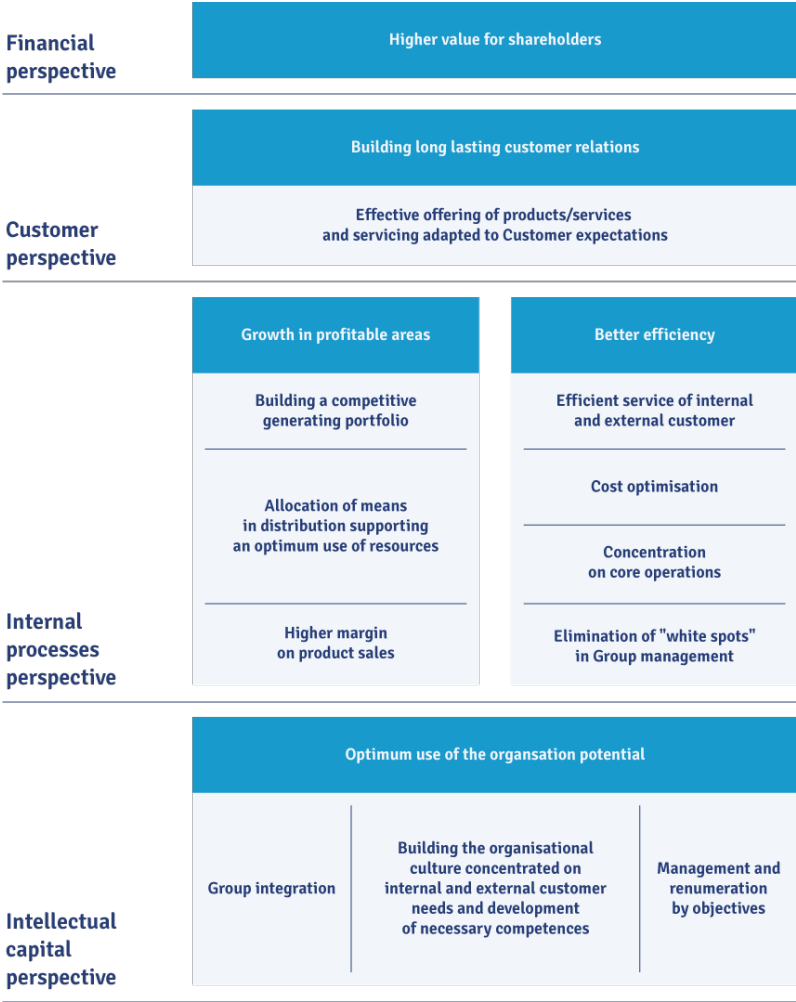 Financial
perspective
Higher value for shareholders
Customer
perspective
Building long lasting customer relations
Effective offering of products/services
and servicing adapted to Customer expectations
Internal
processes
perspective
Growth in profitable areas
Building a competitive
generating portfolio
Allocation of means
in distribution supporting
an optimum use of resources
Higher margin
on product sales
Better efficiency
Efficient service of internal
and external customer
Cost optimisation
Concentration
on core operations
Elimination of "white spots"
in Group management
Intellectual
capital
perspective
Optimum use of the organsation potential
Group integration
Building the organisational
culture concentrated on
internal and external customer
needs and development
of necessary competences
Management and
renumeration
by objectives